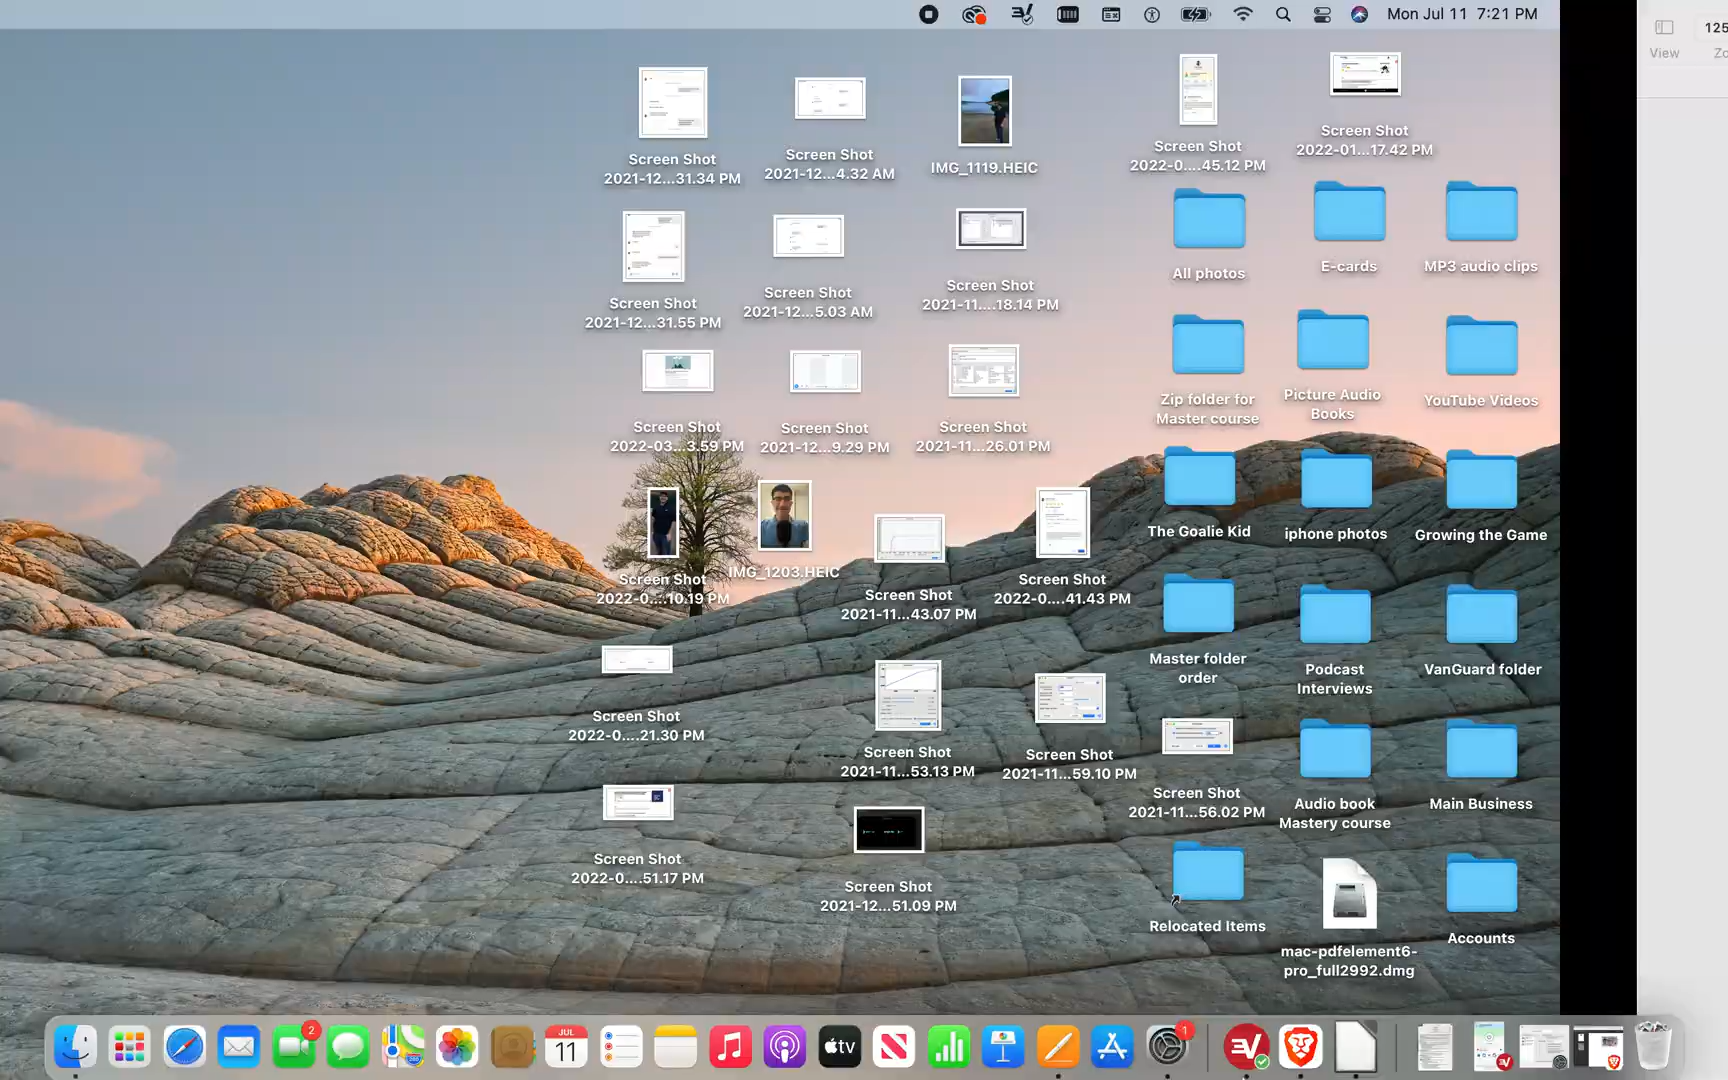 Mon Jul 11 7:21 PM
View
125
Zo
Screen Shot
2021-12...31.34 PM
Screen Shot
2021-12...4.32 AM
IMG_1119.HEIC
Screen Shot
2022-0....45.12 PM
Screen Shot
2022-01...17.42 PM
All photos
E-cards
MP3 audio clips
Screen Shot
2021-12...31.55 PM
Screen Shot
2021-12...5.03 AM
Screen Shot
2021-11....18.14 PM
Zip folder for
Master course
Picture Audio
Books
YouTube Videos
Screen Shot
2022-03...3.59 PM
Screen Shot
2021-12...9.29 PM
Screen Shot
2021-11...26.01 PM
The Goalie Kid
iphone photos
Growing the Game
Screen Shot
2022-0....10.19 PM
IMG_1203.HEIC
Screen Shot
2021-11...43.07 PM
Screen Shot
2022-0....41.43 PM
Master folder
order
Podcast
Interviews
VanGuard folder
Screen Shot
2022-0....21.30 PM
Screen Shot
2021-11...53.13 PM
Screen Shot
2021-11...59.10 PM
Screen Shot
2021-11...56.02 PM
Audio book
Mastery course
Main Business
Screen Shot
2022-0....51.17 PM
Screen Shot
2021-12...51.09 PM
Relocated Items
mac-pdfelement6-
pro_full2992.dmg
Accounts
2
JUL
11
tv
1